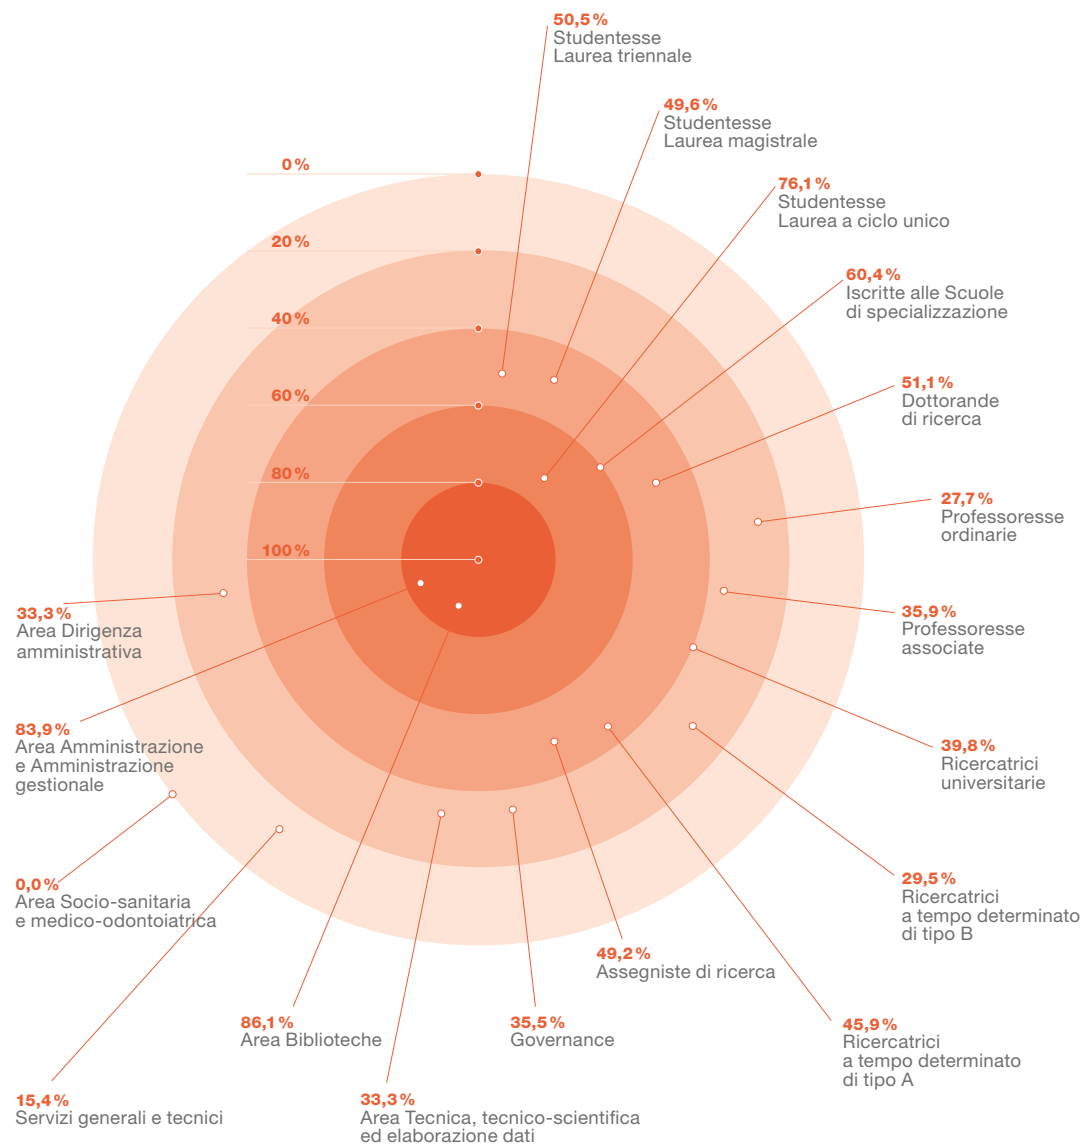 50,5 %
Studentesse
Laurea triennale
49,6 %
Studentesse
Laurea magistrale
76,1 %
Studentesse
Laurea a ciclo unico
60,4 %
Iscritte alle Scuole
di specializzazione
51,1 %
Dottorande
di ricerca
27,7 %
Professoresse
ordinarie
35,9 %
Professoresse
associate
39,8 %
Ricercatrici
universitarie
29,5 %
Ricercatrici
a tempo determinato
di tipo B
45,9 %
Ricercatrici
a tempo determinato
di tipo A
49,2 %
Assegniste di ricerca
35,5 %
Governance
33,3 %
Area Tecnica, tecnico-scientifica
ed elaborazione dati
86,1 %
Area Biblioteche
15,4 %
Servizi generali e tecnici
0,0 %
Area Socio-sanitaria
e medico-odontoiatrica
83,9 %
Area Amministrazione
e Amministrazione
gestionale
33,3 %
Area Dirigenza
amministrativa
0 %
20 %
40 %
60 %
80 %
100 %